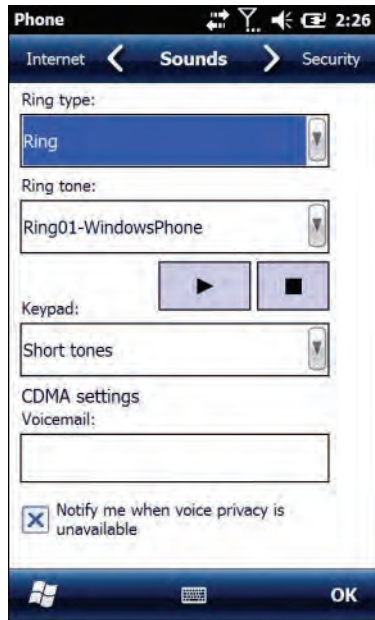 Phone 2:26
Internet Sounds Security
Ring type:
Ring
Ring tone:
Ring01-WindowsPhone
Keypad:
Short tones
CDMA settings
Voicemail:
Notify me when voice privacy is
unavailable
OK